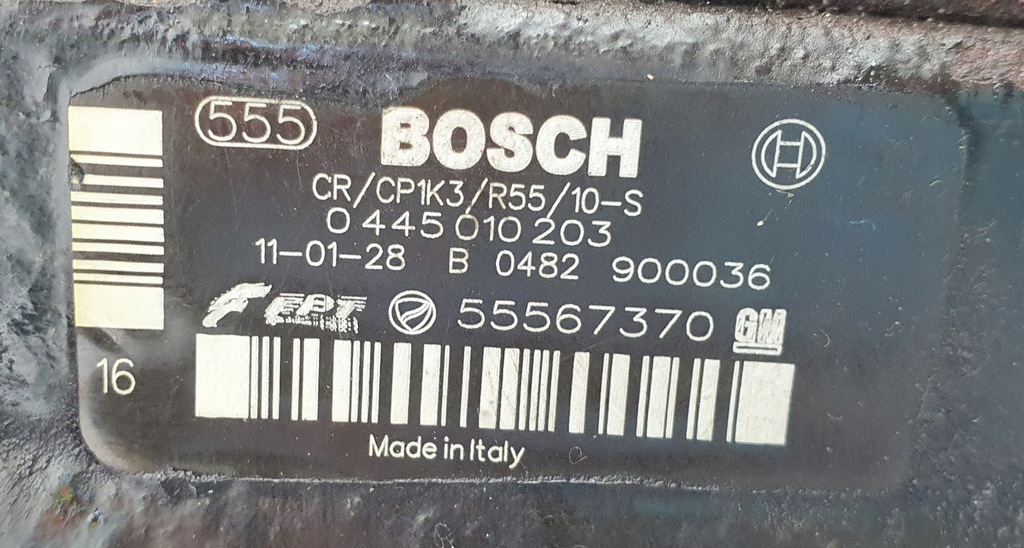 555 BOSCH
CR/CP1K3/R55/10-S
0 445 010 203
11-01-28 B 0482 900036
FPT 55567370 GM
16
Made in Italy